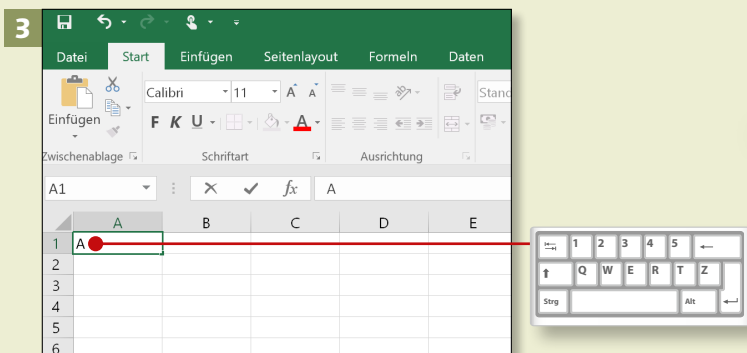 3
Datei Start Einfügen Seitenlayout Formeln Daten
Calibri 11 A A Stand
Einfügen
F K U A
Zwischenablage Schriftart Ausrichtung
A1 fx A
A B C D E
1 A
2
3
4
5
6
1 2 3 4 5
Q W E R T Z
Strg Alt